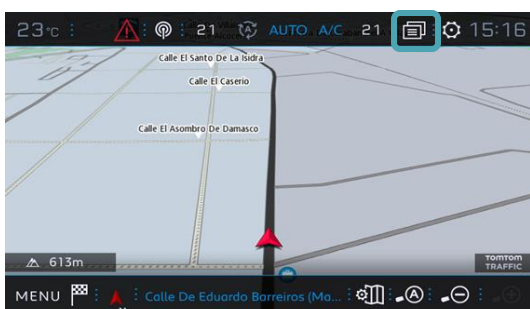 23°C : 21 AUTO A/C 21 15:16
Calle El Santo De La Isidra
Calle El Caserio
Calle El Asombro De Damasco
613m
TOMTOM
TRAFFIC
MENU : : Calle De Eduardo Barreiros (Ma... : A : :
N